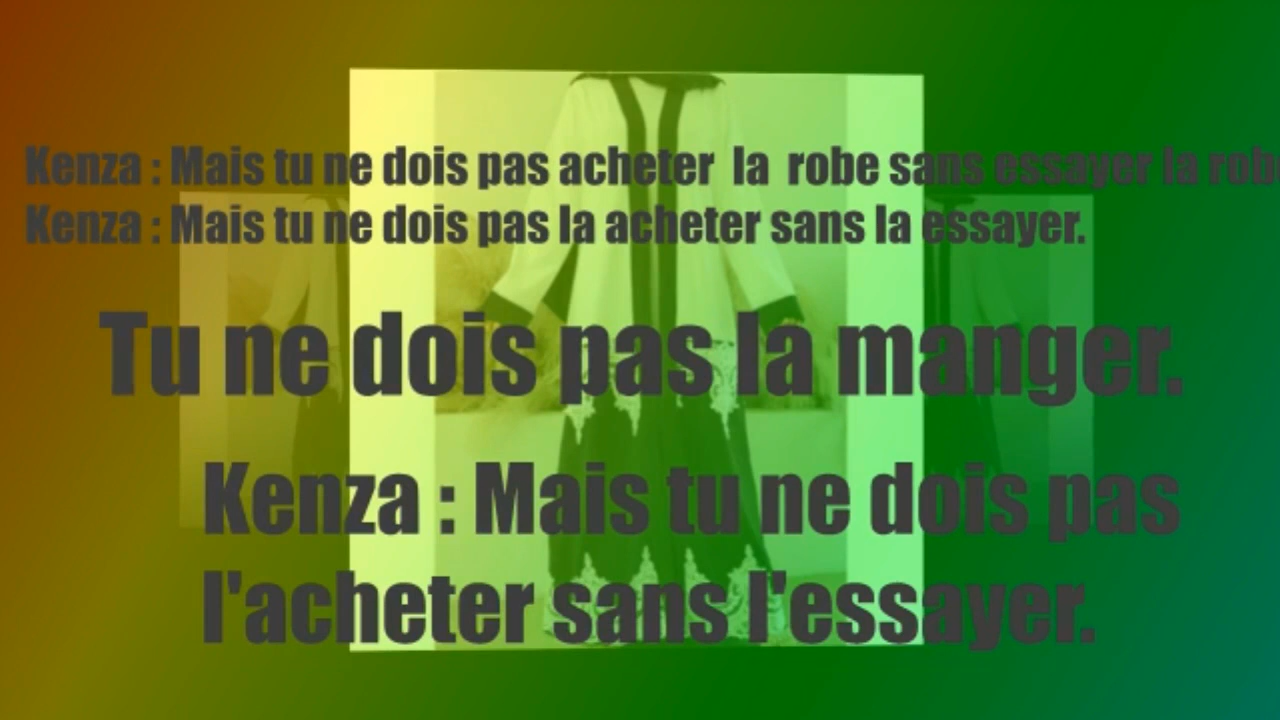 Kenza : Mais tu ne dois pas acheter la robe sans essayer la
Kenza : Mais tu ne dois pas la acheter sans la essayer.
Tu ne dois pas la manger.
Kenza : Mais tu ne dois pas
l'acheter sans l'essayer.